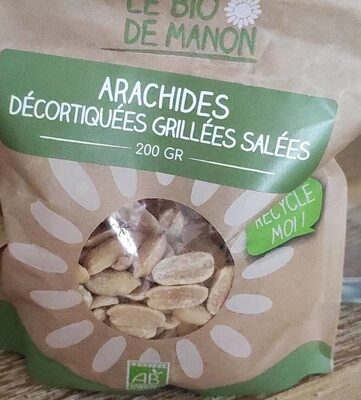 LE BIO
DE MANON
ARACHIDES
DÉCORTIQUÉES GRILLÉES SALÉES
200 GR
RECYCLE
MOI !
AB